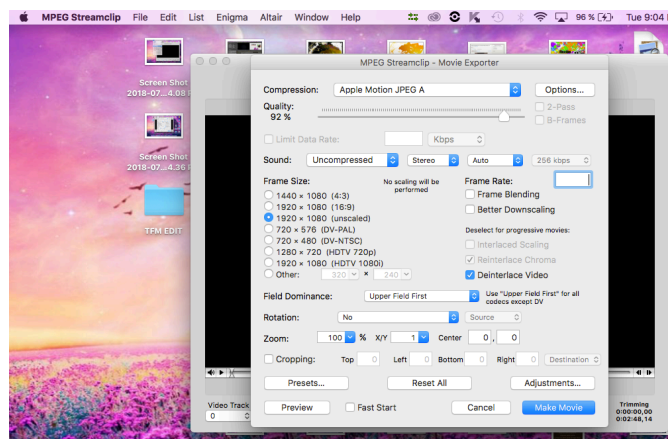 MPEG Streamclip File Edit List Enigma Altair Window Help 96 % Tue 9:04
MPEG Streamclip - Movie Exporter
Screen Shot
2018-07...4.08
Screen Shot
2018-07...4.36
TFM EDIT
Compression: Apple Motion JPEG A Options...
Quality: 2-Pass
92 % B-Frames
Limit Data Rate: Kbps
Sound: Uncompressed Stereo Auto 256 kbps
Frame Size: No scaling will be performed Frame Rate:
1440 × 1080 (4:3) Frame Blending
1920 × 1080 (16:9) Better Downscaling
1920 × 1080 (unscaled)
720 × 576 (DV-PAL) Deselect for progressive movies:
720 × 480 (DV-NTSC) Interlaced Scaling
1280 × 720 (HDTV 720p) Reinterlace Chroma
1920 × 1080 (HDTV 1080i) Deinterlace Video
Other: 320 × 240
Field Dominance: Upper Field First Use "Upper Field First" for all
codecs except DV
Rotation: No Source
Zoom: 100 % X/Y 1 Center 0 , 0
Cropping: Top 0 Left 0 Bottom 0 Right 0 Destination
Presets... Reset All Adjustments...
Preview Fast Start Cancel Make Movie
Video Track
0
Trimming
0:00:00,00
0:02:48,14